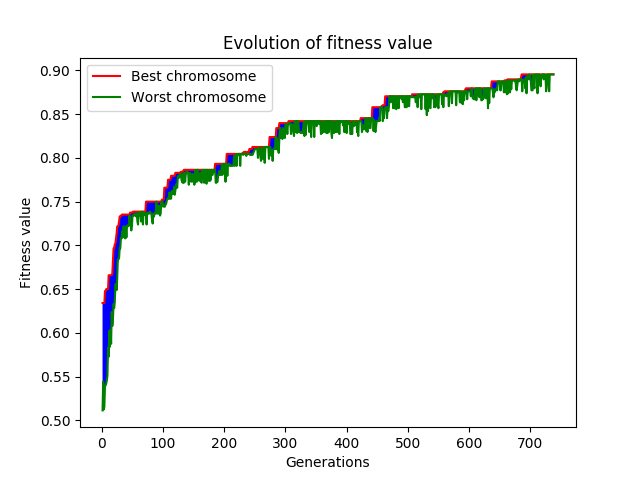 Evolution of fitness value
Best chromosome
Worst chromosome
Fitness value
0.90
0.85
0.80
0.75
0.70
0.65
0.60
0.55
0.50
0 100 200 300 400 500 600 700
Generations